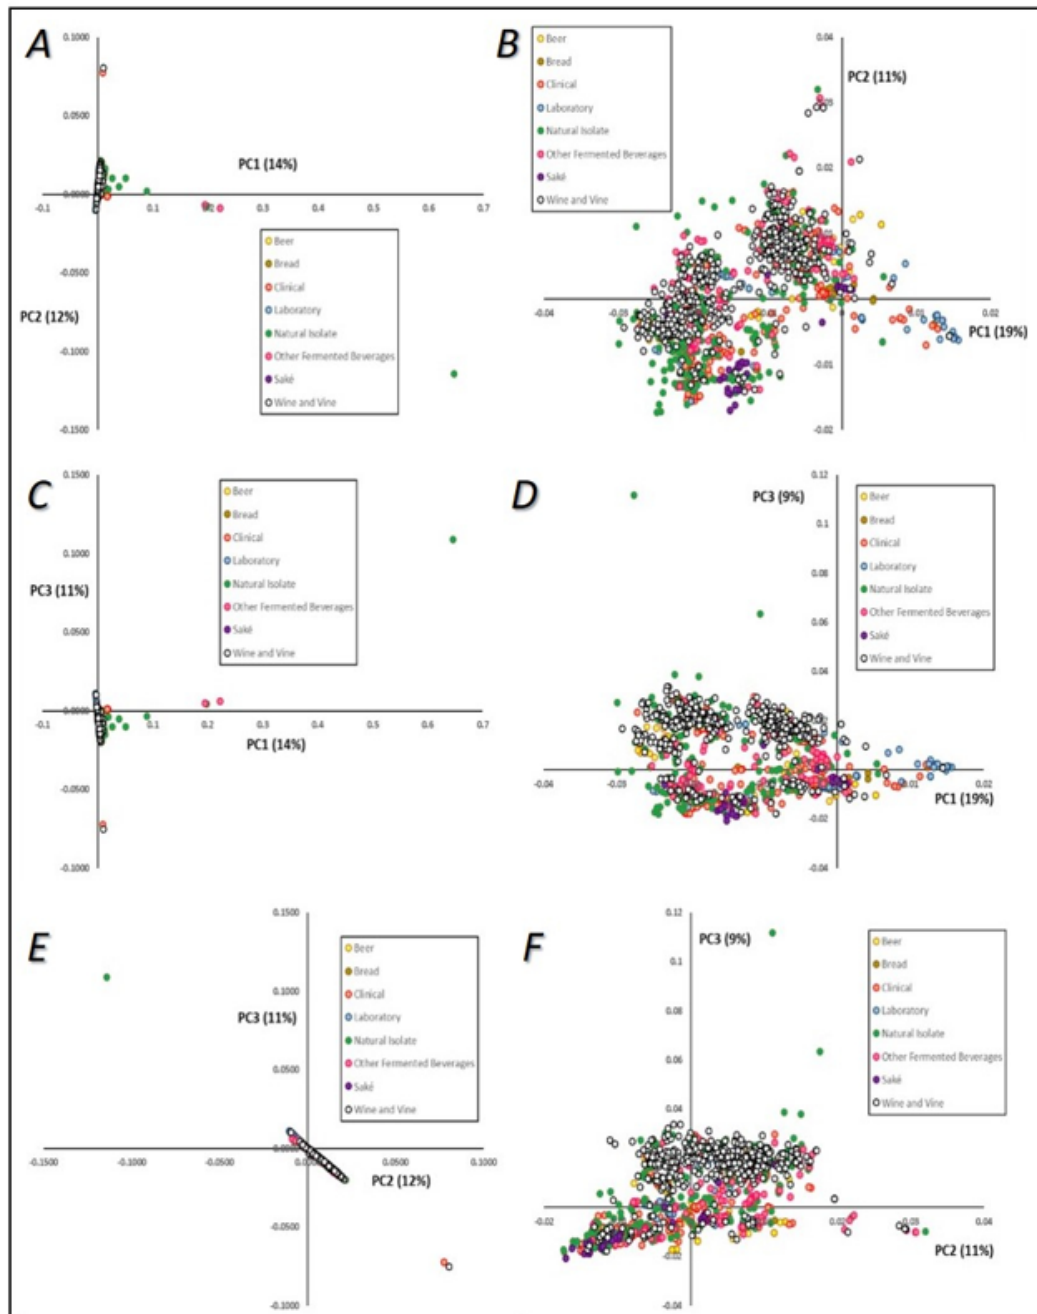 A
0.1000
0.0500
0.0000
-0.1 0 0.1 0.2 0.3 0.4 0.5 0.6 0.7
-0.0500
-0.1000
-0.1500
PC1 (14%)
PC2 (12%)
Beer
Bread
Clinical
Laboratory
Natural Isolate
Other Fermented Beverages
Saké
Wine and Vine
B
Beer
Bread
Clinical
Laboratory
Natural Isolate
Other Fermented Beverages
Saké
Wine and Vine
0.04
PC2 (11%)
0.02
-0.04
0.02
PC1 (19%)
-0.01
-0.02
C
0.1500
0.1000
0.0500
0.0000
-0.1 0 0.1 0.2 0.3 0.4 0.5 0.6 0.7
-0.0500
-0.1000
PC3 (11%)
PC1 (14%)
Beer
Bread
Clinical
Laboratory
Natural Isolate
Other Fermented Beverages
Saké
Wine and Vine
D
0.12
PC3 (9%)
0.1
0.08
0.06
0.04
-0.04
0.02
PC1 (19%)
-0.02
-0.04
Beer
Bread
Clinical
Laboratory
Natural Isolate
Other Fermented Beverages
Saké
Wine and Vine
E
0.1500
0.1000
PC3 (11%)
0.0500
0.0000
-0.1500 -0.1000 -0.0500 0.0500 0.1000
PC2 (12%)
-0.0500
-0.1000
Beer
Bread
Clinical
Laboratory
Natural Isolate
Other Fermented Beverages
Saké
Wine and Vine
F
0.12
PC3 (9%)
0.1
0.08
0.06
0.04
-0.02
0.02
0.04
PC2 (11%)
-0.02
-0.04
Beer
Bread
Clinical
Laboratory
Natural Isolate
Other Fermented Beverages
Saké
Wine and Vine